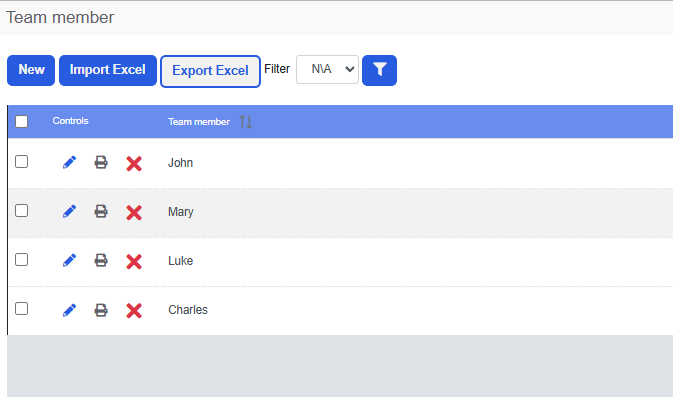 Team member
New Import Excel Export Excel Filter N\A
Controls Team member
John
Mary
Luke
Charles